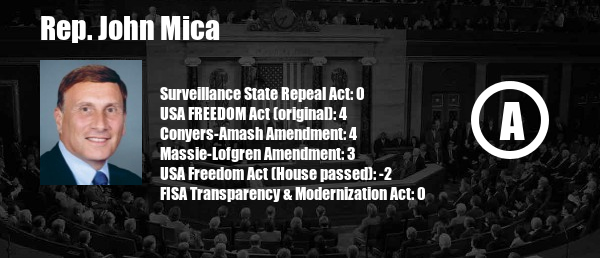 Rep. John Mica
Surveillance State Repeal Act: 0
USA FREEDOM Act (original): 4
Conyers-Amash Amendment: 4
Massie-Lofgren Amendment: 3
USA Freedom Act (House passed): -2
FISA Transparency & Modernization Act: 0
A